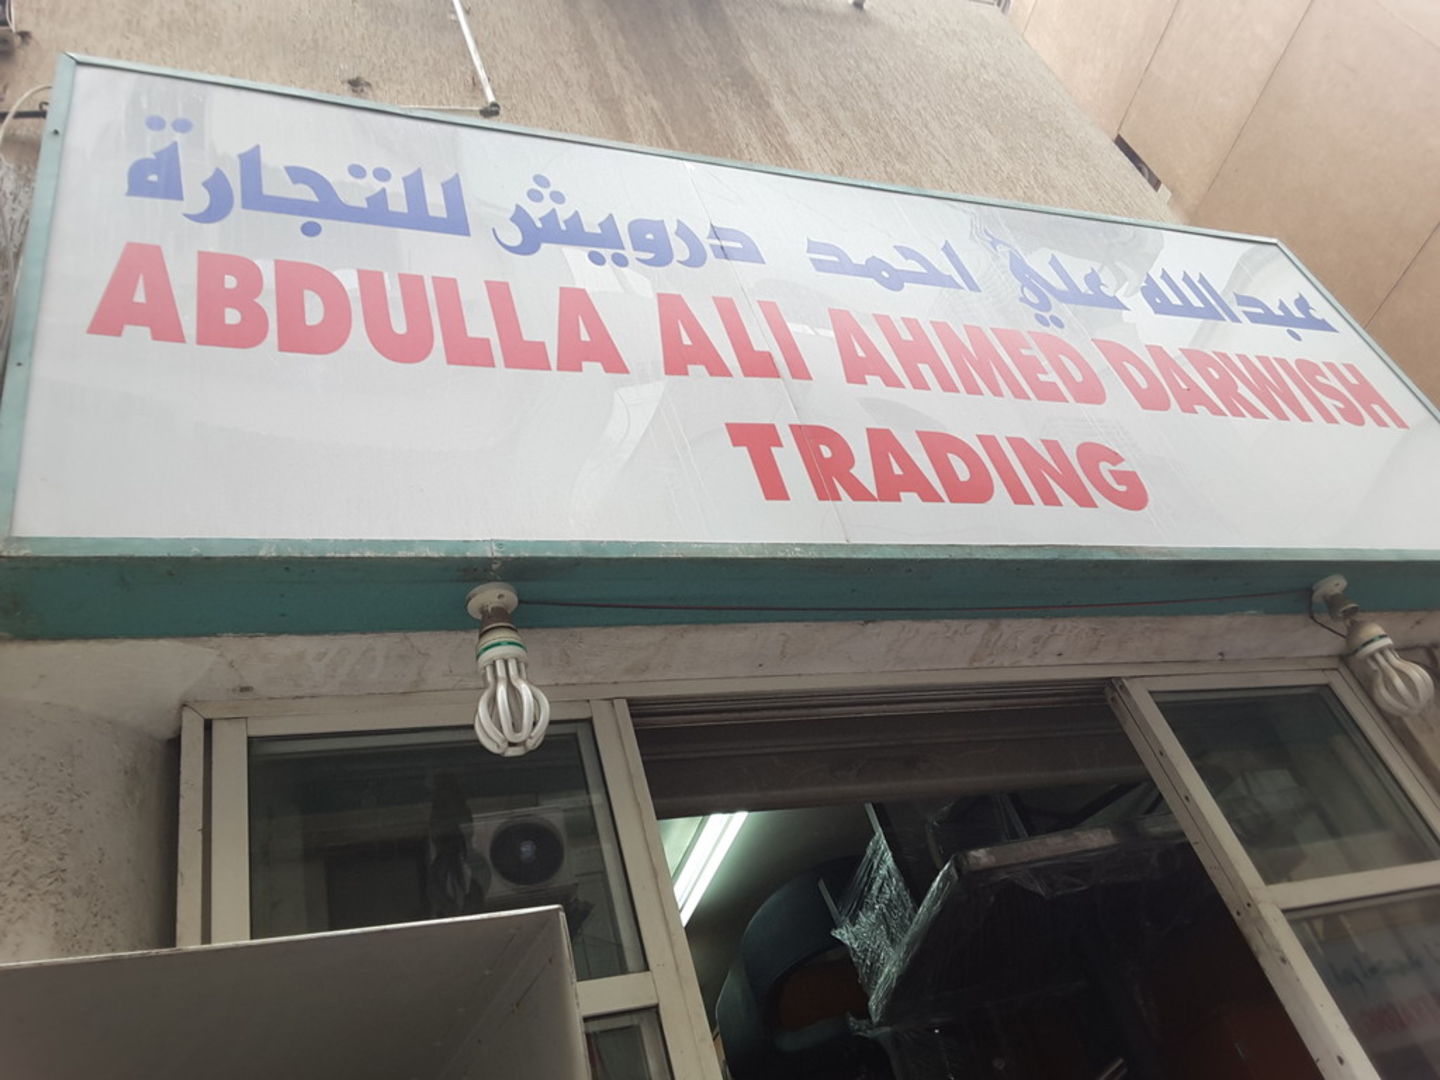 عبدالله علي احمد درويش للتجارة
ABDULLA ALI AHMED DARWISH
TRADING